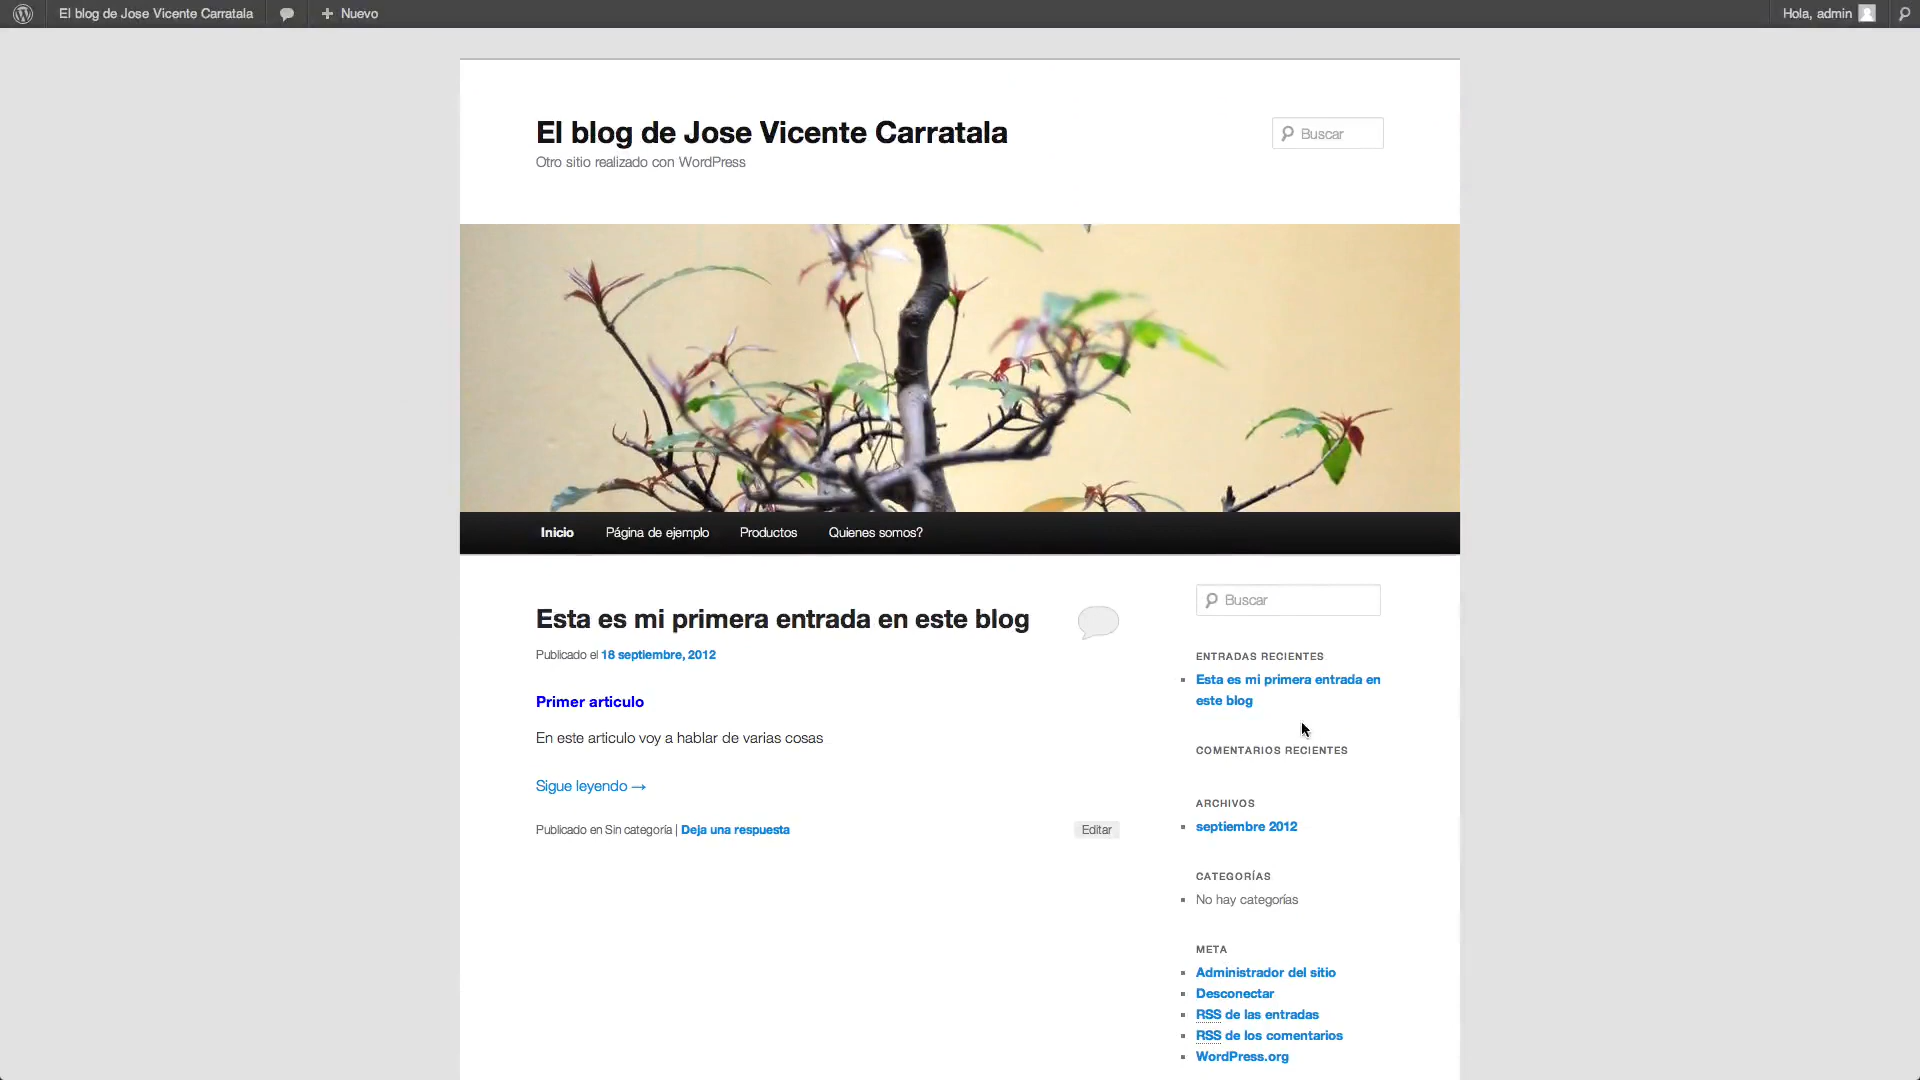 El blog de Jose Vicente Carratala
Nuevo
Hola, admin
El blog de Jose Vicente Carratala
Otro sitio realizado con WordPress
Buscar
Inicio
Página de ejemplo
Productos
Quienes somos?
Esta es mi primera entrada en este blog
Publicado el 18 septiembre, 2012
Primer articulo
En este articulo voy a hablar de varias cosas
Sigue leyendo →
Publicado en Sin categoría | Deja una respuesta
Editar
Buscar
ENTRADAS RECIENTES
Esta es mi primera entrada en
este blog
COMENTARIOS RECIENTES
ARCHIVOS
septiembre 2012
CATEGORÍAS
No hay categorías
META
Administrador del sitio
Desconectar
RSS de las entradas
RSS de los comentarios
WordPress.org